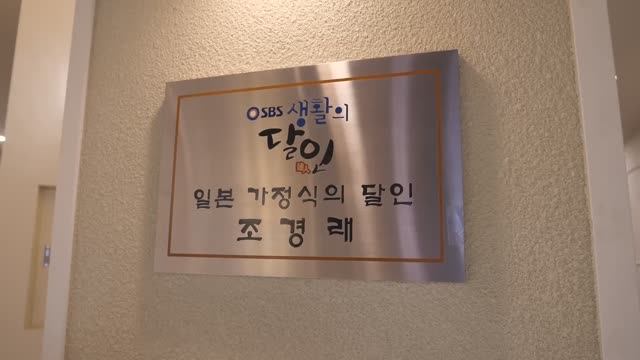 SBS 생활의
달인
일본 가정식의 달인
조경래